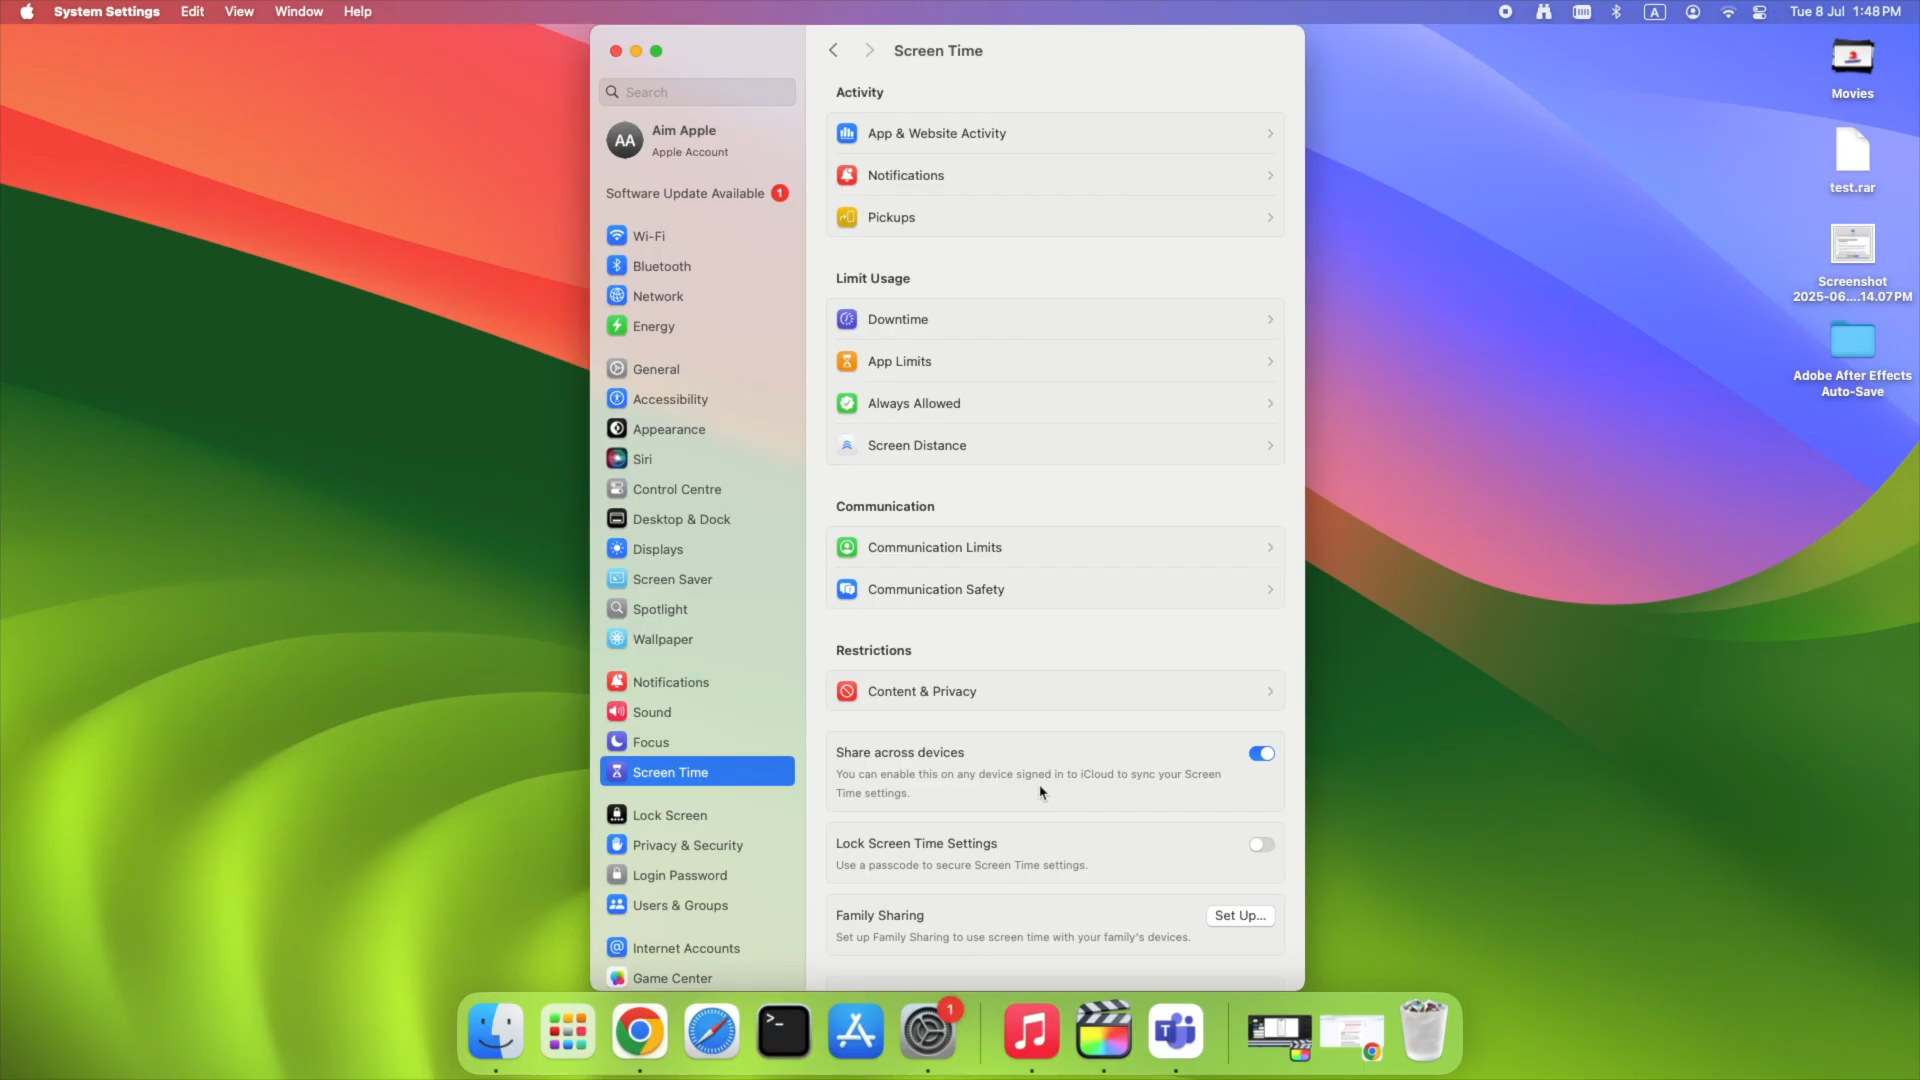 System Settings Edit View Window Help
A
Tue 8 Jul 1:48 PM
Screen Time
Search
AA
Aim Apple
Apple Account
Software Update Available 1
Wi-Fi
Bluetooth
Network
Energy
General
Accessibility
Appearance
Siri
Control Centre
Desktop & Dock
Displays
Screen Saver
Spotlight
Wallpaper
Notifications
Sound
Focus
Screen Time
Lock Screen
Privacy & Security
Login Password
Users & Groups
Internet Accounts
Game Center
Activity
App & Website Activity
Notifications
Pickups
Limit Usage
Downtime
App Limits
Always Allowed
Screen Distance
Communication
Communication Limits
Communication Safety
Restrictions
Content & Privacy
Share across devices
You can enable this on any device signed in to iCloud to sync your Screen
Time settings.
Lock Screen Time Settings
Use a passcode to secure Screen Time settings.
Family Sharing
Set Up...
Set up Family Sharing to use screen time with your family's devices.
Movies
test.rar
Screenshot
2025-06....14.07 PM
Adobe After Effects
Auto-Save
1
T